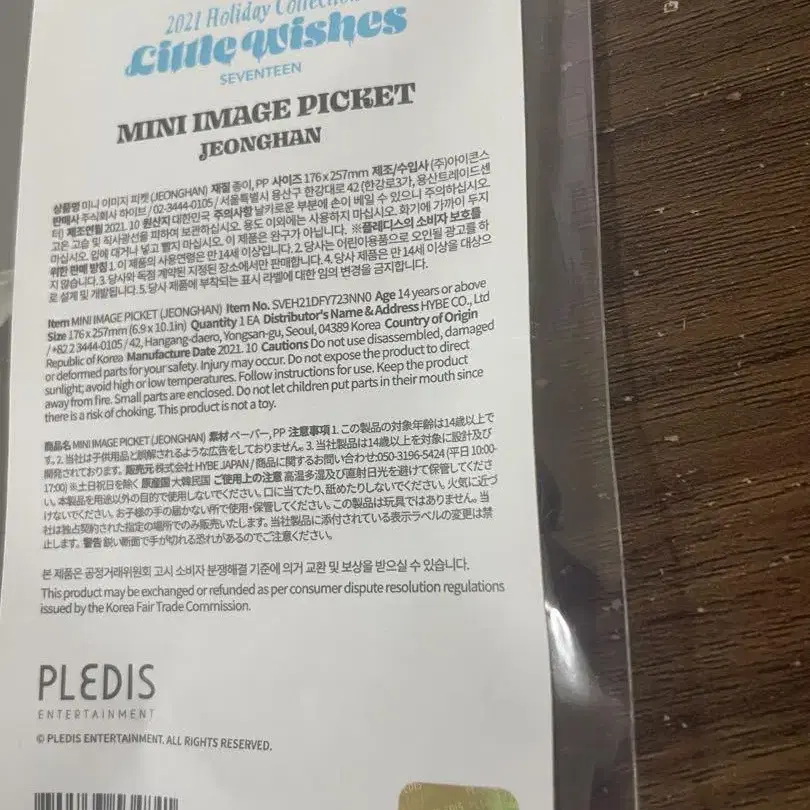 2021 Holiday Collection
Little Wishes
SEVENTEEN
MINI IMAGE PICKET
JEONGHAN
상품명 미니 이미지 피켓 (JEONGHAN) 재질 종이, PP 사이즈 176 x 257mm 제조/수입사 (주)아이콘스
판매사 주식회사 하이브 / 02-3444-0105 / 서울특별시 용산구 한강대로 42 (한강로3가, 용산트레이드센
터) 제조연월 2021. 10 원산지 대한민국 주의사항 날카로운 부분에 손이 베일 수 있으니 주의하십시오.
고온 고습 및 직사광선을 피하여 보관하십시오. 용도 이외에는 사용하지 마십시오. 화기에 가까이 두지
마십시오. 입에 대거나 넣고 빨지 마십시오. 이 제품은 완구가 아닙니다. ※플레디스의 소비자 보호를
위한 판매 방침 1. 이 제품의 사용연령은 만 14세 이상입니다. 2. 당사는 어린이용품으로 오인될 광고를 하
지 않습니다. 3. 당사와 독점 계약된 지정된 장소에서만 판매합니다. 4. 당사 제품은 만 14세 이상을 대상으
로 설계 및 개발됩니다. 5. 당사 제품에 부착되는 표시 라벨에 대한 임의 변경을 금지합니다.
Item MINI IMAGE PICKET (JEONGHAN) Item No. SVEH21DFY723NN0 Age 14 years or above
Size 176 x 257mm (6.9 x 10.1in) Quantity 1 EA Distributor's Name & Address HYBE CO., Ltd
/ +82 2 3444-0105 / 42, Hangang-daero, Yongsan-gu, Seoul, 04389 Korea Country of Origin
Republic of Korea Manufacture Date 2021. 10 Cautions Do not use disassembled, damaged
or deformed parts for your safety. Injury may occur. Do not expose the product to direct
sunlight; avoid high or low temperatures. Follow instructions for use. Keep the product
away from fire. Small parts are enclosed. Do not let children put parts in their mouth since
there is a risk of choking. This product is not a toy.
商品名 MINI IMAGE PICKET (JEONGHAN) 素材 ペーパー, PP 注意事項 1. この製品の対象年齢は14歳以上で
す。2. 当社は子供用品と誤解されるような広告をしておりません。3. 当社製品は14歳以上を対象に設計及び
開発されております。販売元 株式会社 HYBE JAPAN / 商品に関するお問い合わせ:050-3196-5424 (平日 10:00-
17:00) ※土日祝日を除く 原産国 大韓民国 ご使用上の注意 高温多湿及び直射日光を避けて保管してくださ
い。本製品を用途以外の目的で使用しないでください。口に当てたり、舐めたりしないでください。火気に近づ
けないでください。お子様の手の届かない所で使用・保管してください。この製品は玩具ではありません。当
社は独占契約された指定の場所でのみ販売いたします。当社製品に添付されている表示ラベルの変更は禁
止します。警告 鋭い断面で手が切れる恐れがあるのでご注意ください。
본 제품은 공정거래위원회 고시 소비자 분쟁해결 기준에 의거 교환 및 보상을 받으실 수 있습니다.
This product may be exchanged or refunded as per consumer dispute resolution regulations
issued by the Korea Fair Trade Commission.
PLEDIS
ENTERTAINMENT
© PLEDIS ENTERTAINMENT. ALL RIGHTS RESERVED.